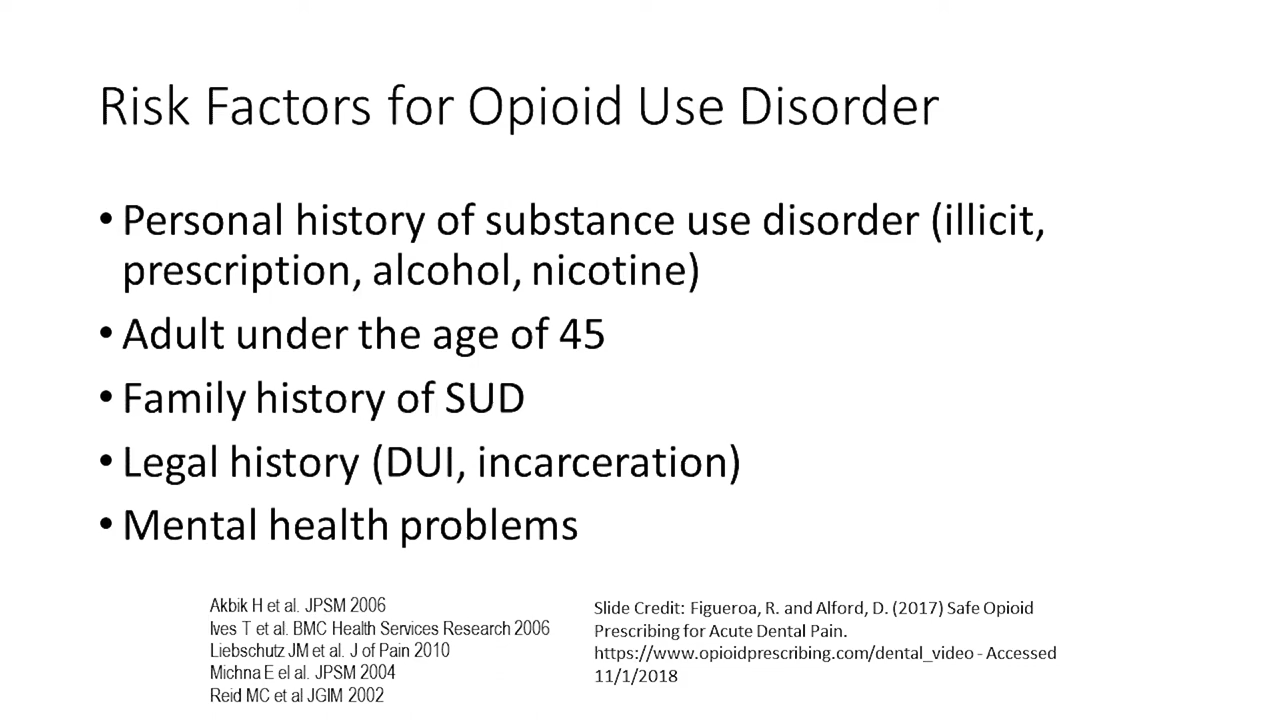 Risk Factors for Opioid Use Disorder
• Personal history of substance use disorder (illicit,
prescription, alcohol, nicotine)
• Adult under the age of 45
• Family history of SUD
• Legal history (DUI, incarceration)
• Mental health problems
Akbik H et al. JPSM 2006
Ives T et al. BMC Health Services Research 2006
Liebschutz JM et al. J of Pain 2010
Michna E el al. JPSM 2004
Reid MC et al JGIM 2002
Slide Credit: Figueroa, R. and Alford, D. (2017) Safe Opioid
Prescribing for Acute Dental Pain.
https://www.opioidprescribing.com/dental_video - Accessed
11/1/2018